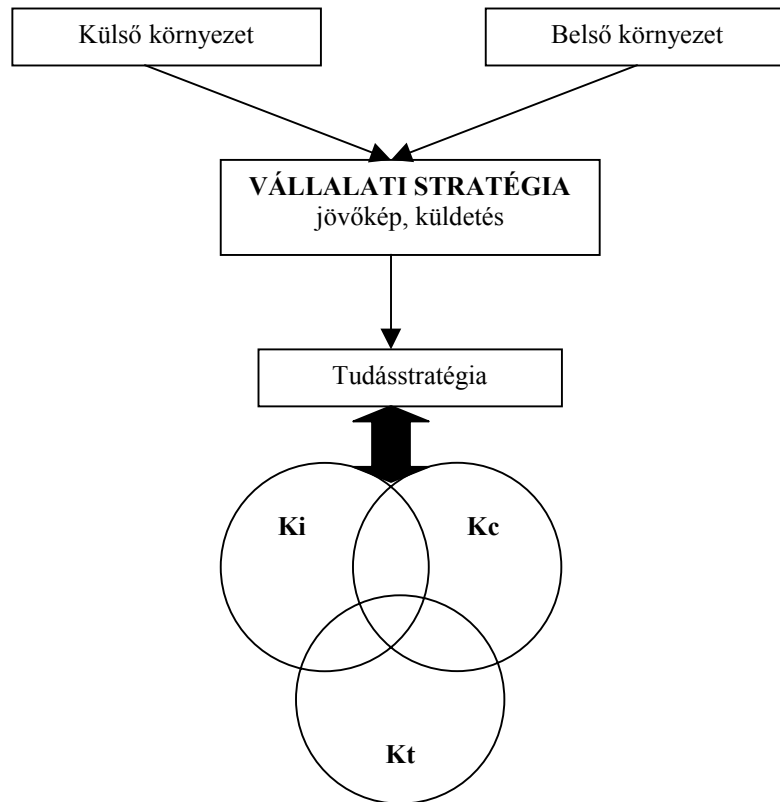 Külső környezet
Belső környezet
VÁLLALATI STRATÉGIA
jövőkép, küldetés
Tudásstratégia
Ki
Kc
Kt